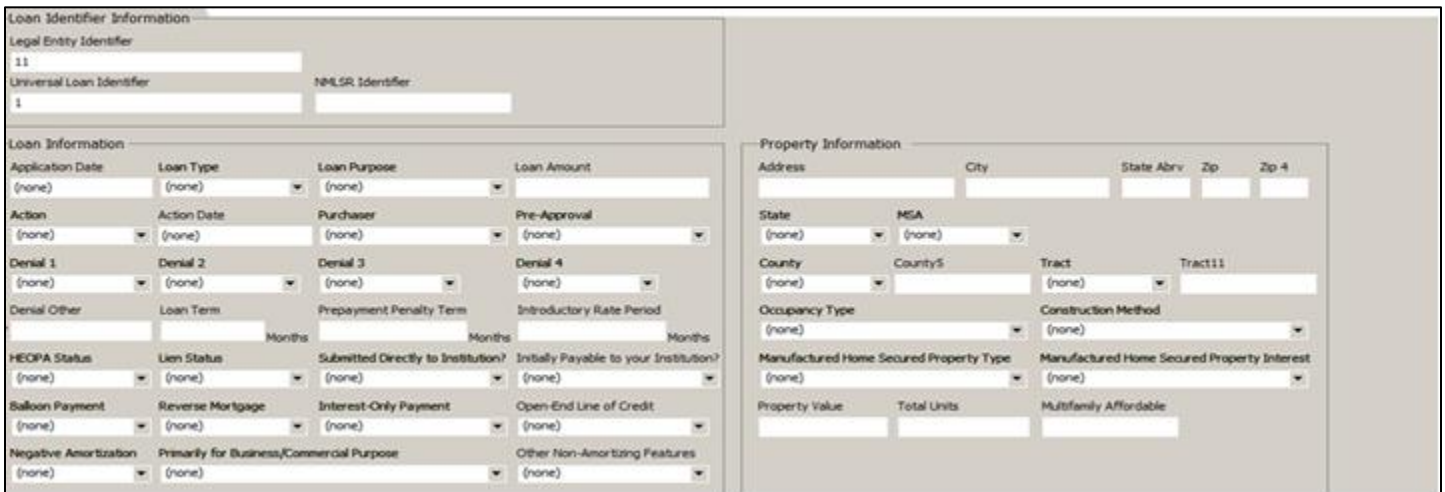 Loan Identifier Information
Legal Entity Identifier
11
Universal Loan Identifier NMLSR Identifier
1
Loan Information
Application Date Loan Type Loan Purpose Loan Amount
(none) (none) (none)
Action Action Date Purchaser Pre-Approval
(none) (none) (none) (none)
Denial 1 Denial 2 Denial 3 Denial 4
(none) (none) (none) (none)
Denial Other Loan Term Prepayment Penalty Term Introductory Rate Period
Months Months Months
HEOPA Status Lien Status Submitted Directly to Institution? Initially Payable to your Institution?
(none) (none) (none) (none)
Balloon Payment Reverse Mortgage Interest-Only Payment Open-End Line of Credit
(none) (none) (none) (none)
Negative Amortization Primarily for Business/Commercial Purpose Other Non-Amortizing Features
(none) (none) (none)
Property Information
Address City State Abrv Zip Zip 4
State MSA
(none) (none)
County County5 Tract Tract11
(none) (none)
Occupancy Type Construction Method
(none) (none)
Manufactured Home Secured Property Type Manufactured Home Secured Property Interest
(none) (none)
Property Value Total Units Multifamily Affordable